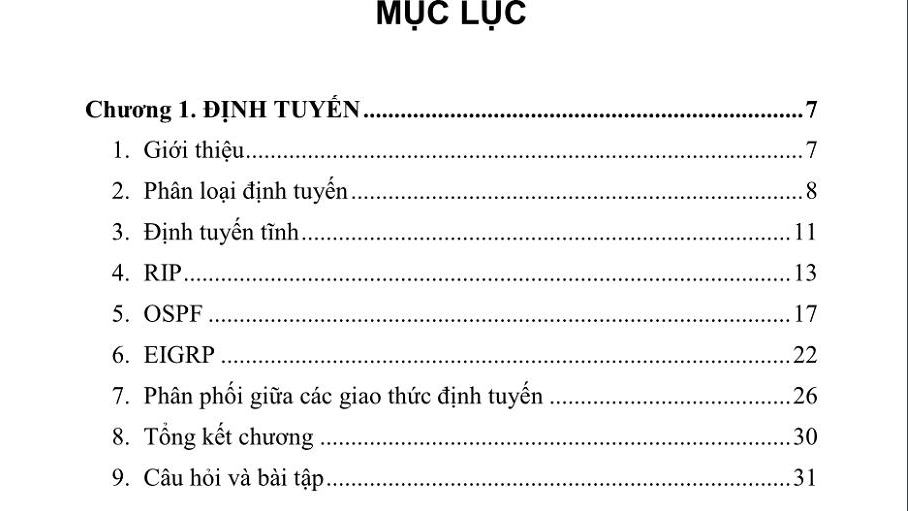 MỤC LỤC
Chương 1. ĐỊNH TUYẾN.......................................................................7
1. Giới thiệu..........................................................................................7
2. Phân loại định tuyến.........................................................................8
3. Định tuyến tĩnh...............................................................................11
4. RIP..................................................................................................13
5. OSPF ..............................................................................................17
6. EIGRP ............................................................................................22
7. Phân phối giữa các giao thức định tuyến .......................................26
8. Tổng kết chương ............................................................................30
9. Câu hỏi và bài tập...........................................................................31